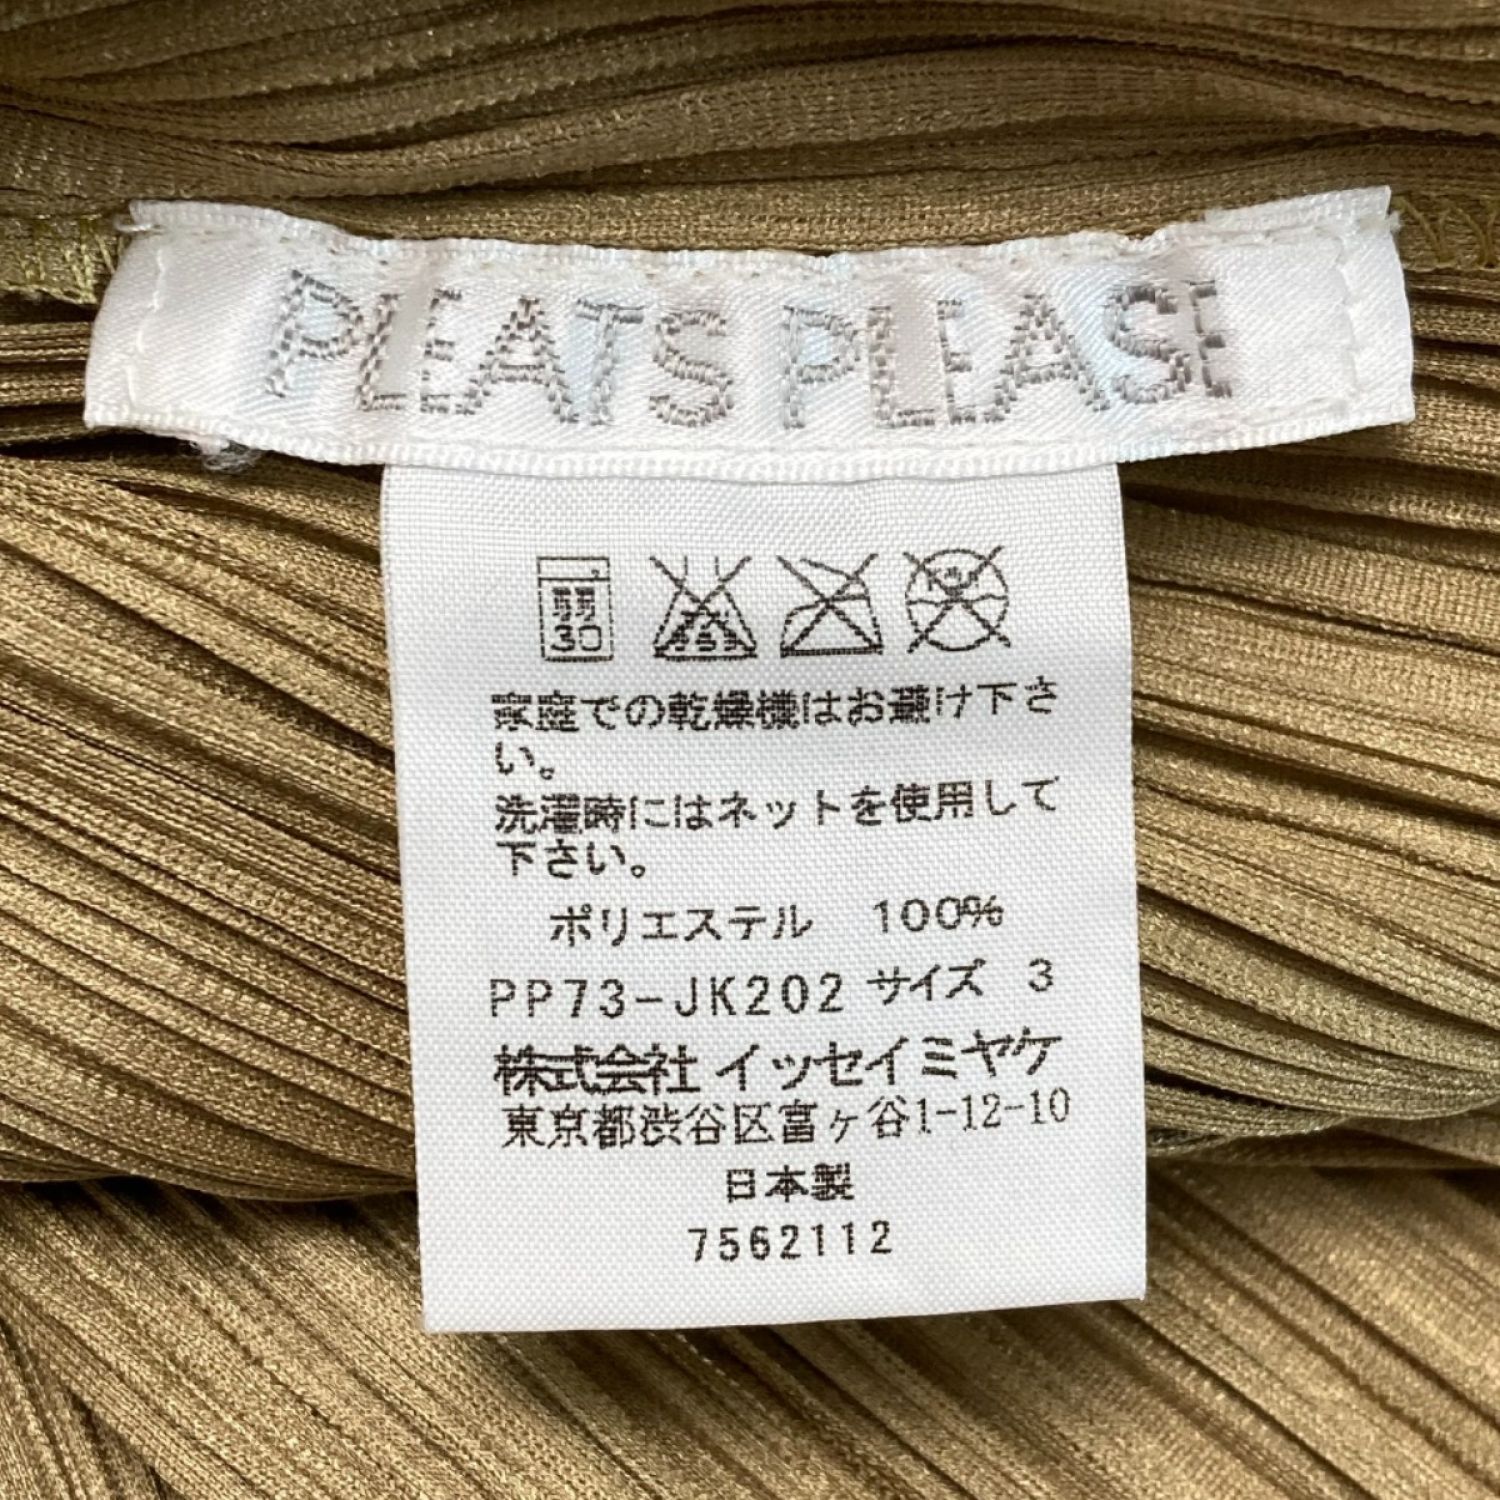 PLEATS PLEASE
弱
30
家庭での乾燥機はお避け下さ
い。
洗濯時にはネットを使用して
下さい。
ポリエステル 100%
PP73-JK202 サイズ 3
株式会社 イッセイミヤケ
東京都渋谷区富ヶ谷1-12-10
日本製
7562112